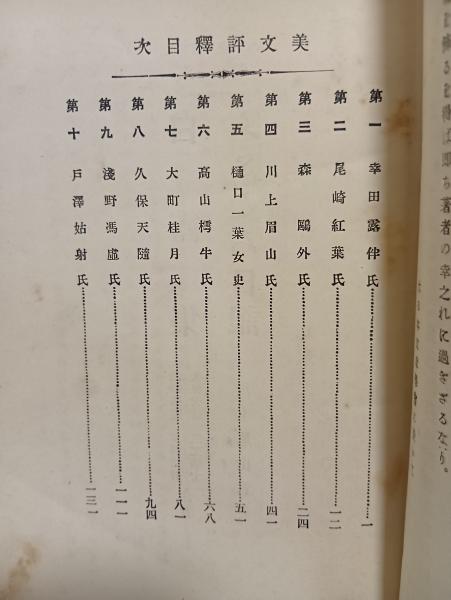 美文評釋目次
第一 幸田露伴氏……一
第二 尾崎紅葉氏……一二
第三 森鷗外氏……二四
第四 川上眉山氏……四一
第五 樋口一葉女史……五一
第六 高山樗牛氏……六八
第七 大町桂月氏……八一
第八 久保天隨氏……九四
第九 淺野馮虛氏……一一一
第十 戶澤姑射氏……一三一
著者の幸之れに過ぎざるなり。